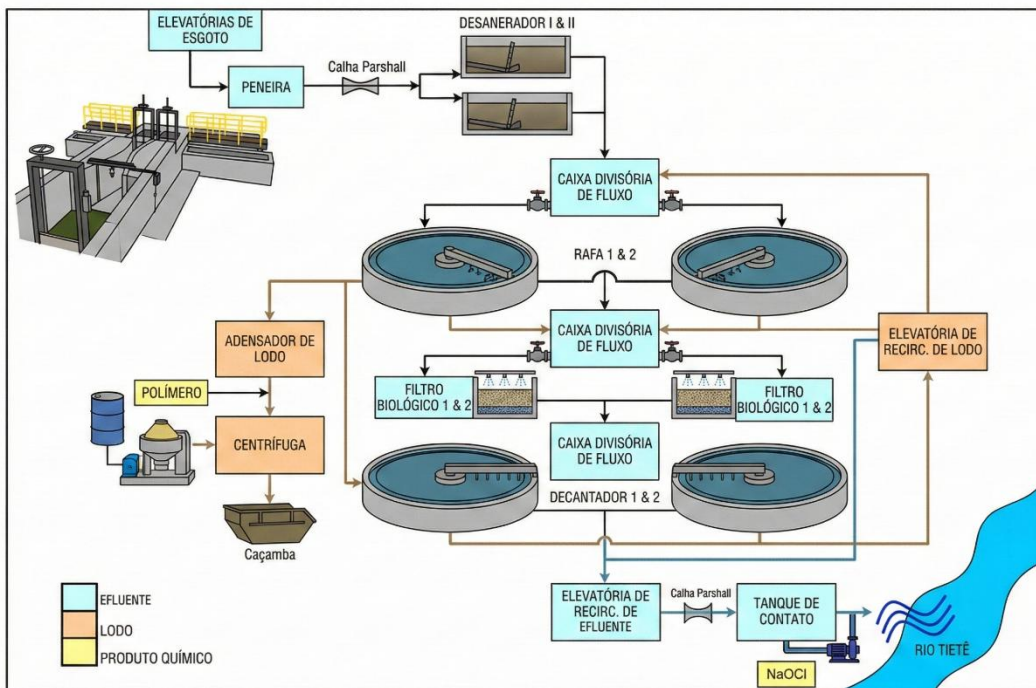 ELEVATÓRIAS DE
ESGOTO
DESANERADOR I & II
PENEIRA
Calha Parshall
CAIXA DIVISÓRIA
DE FLUXO
RAFA 1 & 2
ADENSADOR DE
LODO
CAIXA DIVISÓRIA
DE FLUXO
ELEVATÓRIA DE
RECIRC. DE LODO
POLÍMERO
FILTRO
BIOLÓGICO 1 & 2
FILTRO
BIOLÓGICO 1 & 2
CENTRÍFUGA
CAIXA DIVISÓRIA
DE FLUXO
DECANTADOR 1 & 2
Caçamba
EFLUENTE
LODO
PRODUTO QUÍMICO
ELEVATÓRIA DE
RECIRC. DE
EFLUENTE
Calha Parshall
TANQUE DE
CONTATO
NaOCI
RIO TIETÊ